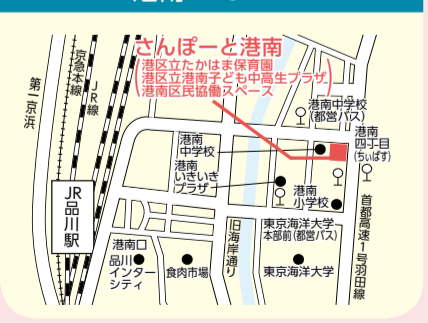 さんぽーと港南
港区立たかはま保育園
港区立港南子ども中高生プラザ
港南区民協働スペース
第一京浜
京急本線
JR線
港南中学校
(都営バス)
港南
四丁目
(ちぃばす)
港南
中学校
港南
いきいき
プラザ
港南
小学校
JR品川駅
港南口
品川
インター
シティ
食肉市場
旧海岸通り
東京海洋大学
本部前(都営バス)
東京海洋大学
首都高速1号羽田線